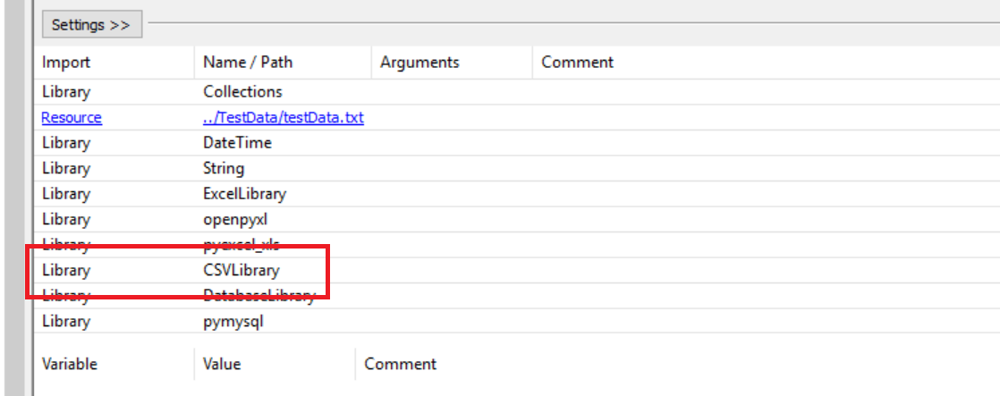 Settings >>
Import Name / Path Arguments Comment
Library Collections
Resource ../TestData/testData.txt
Library DateTime
Library String
Library ExcelLibrary
Library openpyxl
Library pyexcel_xls
Library CSVLibrary
Library DatabaseLibrary
Library pymysql
Variable Value Comment